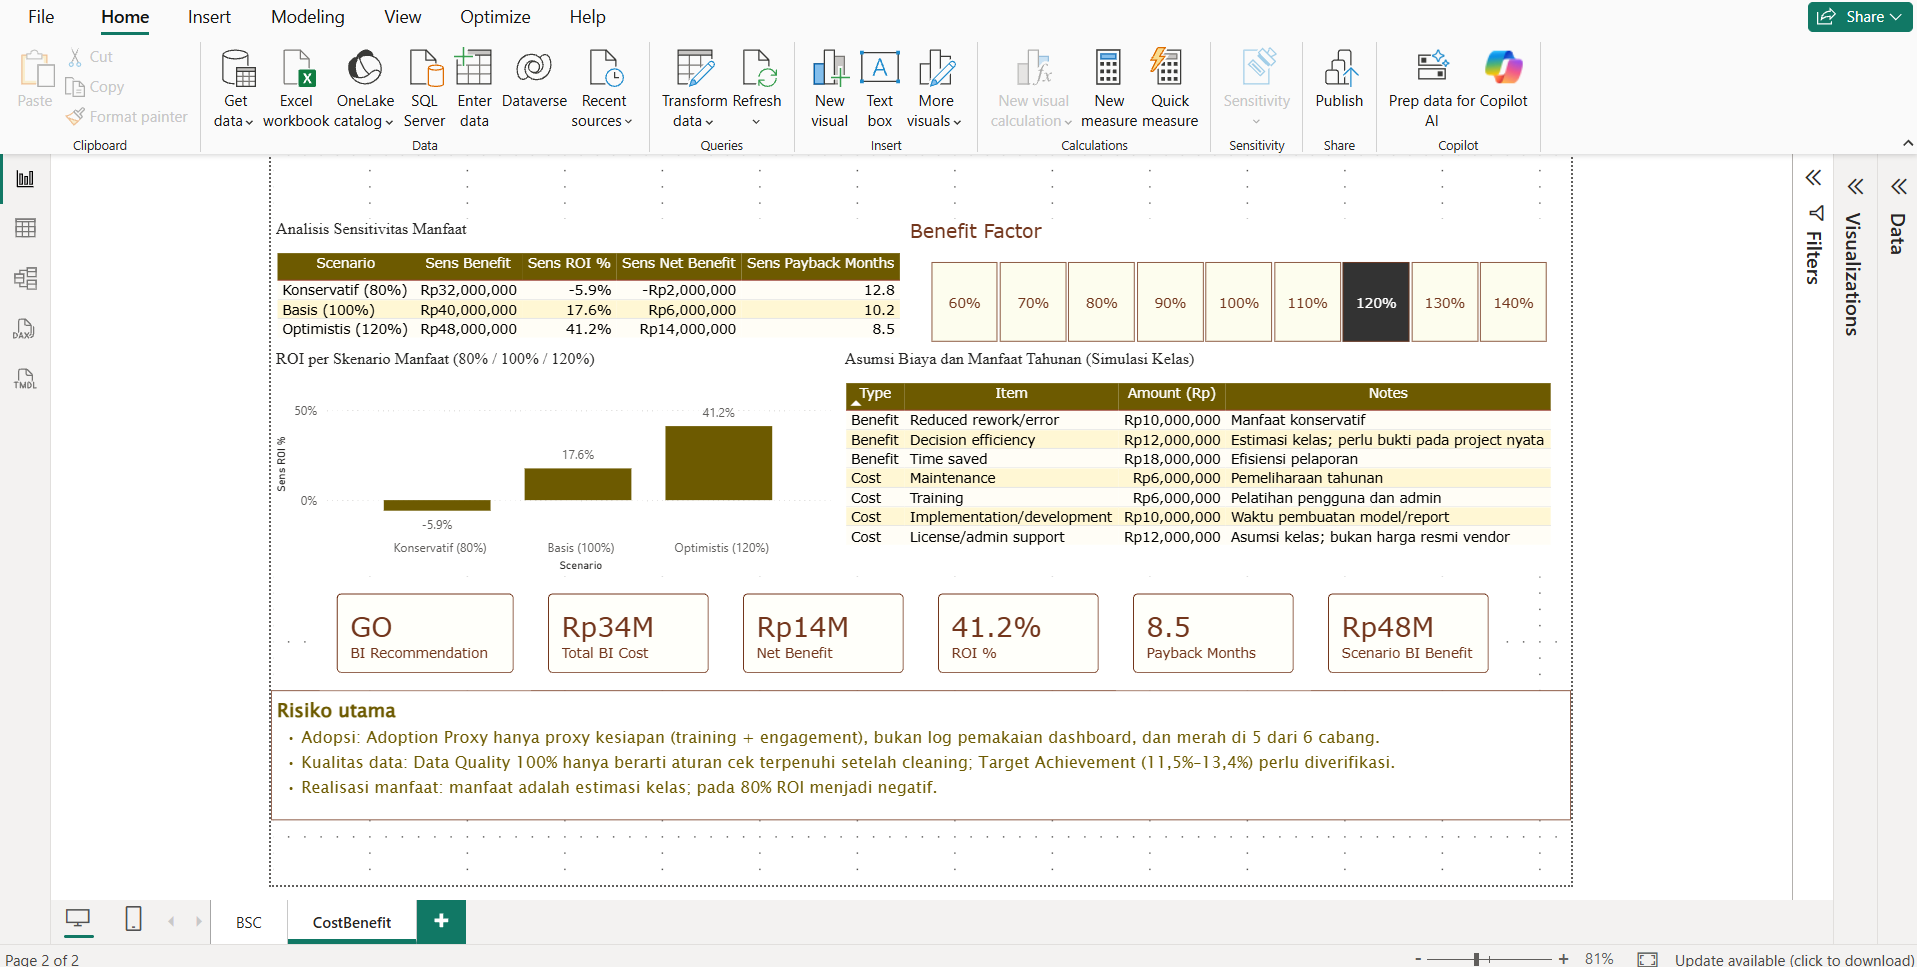 File Home Insert Modeling View Optimize Help Share
Paste Cut Copy Format painter
Clipboard
Get data Excel workbook OneLake catalog SQL Server Enter data Dataverse Recent sources
Data
Transform data Refresh
Queries
New visual Text box More visuals
Insert
New visual calculation New measure Quick measure
Calculations
Sensitivity
Sensitivity
Publish
Share
Prep data for AI Copilot
Copilot
Analisis Sensitivitas Manfaat
Scenario Sens Benefit Sens ROI % Sens Net Benefit Sens Payback Months
Konservatif (80%) Rp32,000,000 -5.9% -Rp2,000,000 12.8
Basis (100%) Rp40,000,000 17.6% Rp6,000,000 10.2
Optimistis (120%) Rp48,000,000 41.2% Rp14,000,000 8.5
Benefit Factor
60% 70% 80% 90% 100% 110% 120% 130% 140%
ROI per Skenario Manfaat (80% / 100% / 120%)
Sens ROI %
50%
0%
-5.9%
17.6%
41.2%
Konservatif (80%) Basis (100%) Optimistis (120%)
Scenario
Asumsi Biaya dan Manfaat Tahunan (Simulasi Kelas)
Type Item Amount (Rp) Notes
Benefit Reduced rework/error Rp10,000,000 Manfaat konservatif
Benefit Decision efficiency Rp12,000,000 Estimasi kelas; perlu bukti pada project nyata
Benefit Time saved Rp18,000,000 Efisiensi pelaporan
Cost Maintenance Rp6,000,000 Pemeliharaan tahunan
Cost Training Rp6,000,000 Pelatihan pengguna dan admin
Cost Implementation/development Rp10,000,000 Waktu pembuatan model/report
Cost License/admin support Rp12,000,000 Asumsi kelas; bukan harga resmi vendor
GO
BI Recommendation
Rp34M
Total BI Cost
Rp14M
Net Benefit
41.2%
ROI %
8.5
Payback Months
Rp48M
Scenario BI Benefit
Risiko utama
• Adopsi: Adoption Proxy hanya proxy kesiapan (training + engagement), bukan log pemakaian dashboard, dan merah di 5 dari 6 cabang.
• Kualitas data: Data Quality 100% hanya berarti aturan cek terpenuhi setelah cleaning; Target Achievement (11,5%–13,4%) perlu diverifikasi.
• Realisasi manfaat: manfaat adalah estimasi kelas; pada 80% ROI menjadi negatif.
Filters
Visualizations
Data
DAX
TMDL
BSC CostBenefit +
Page 2 of 2
- + 81% Update available (click to download)